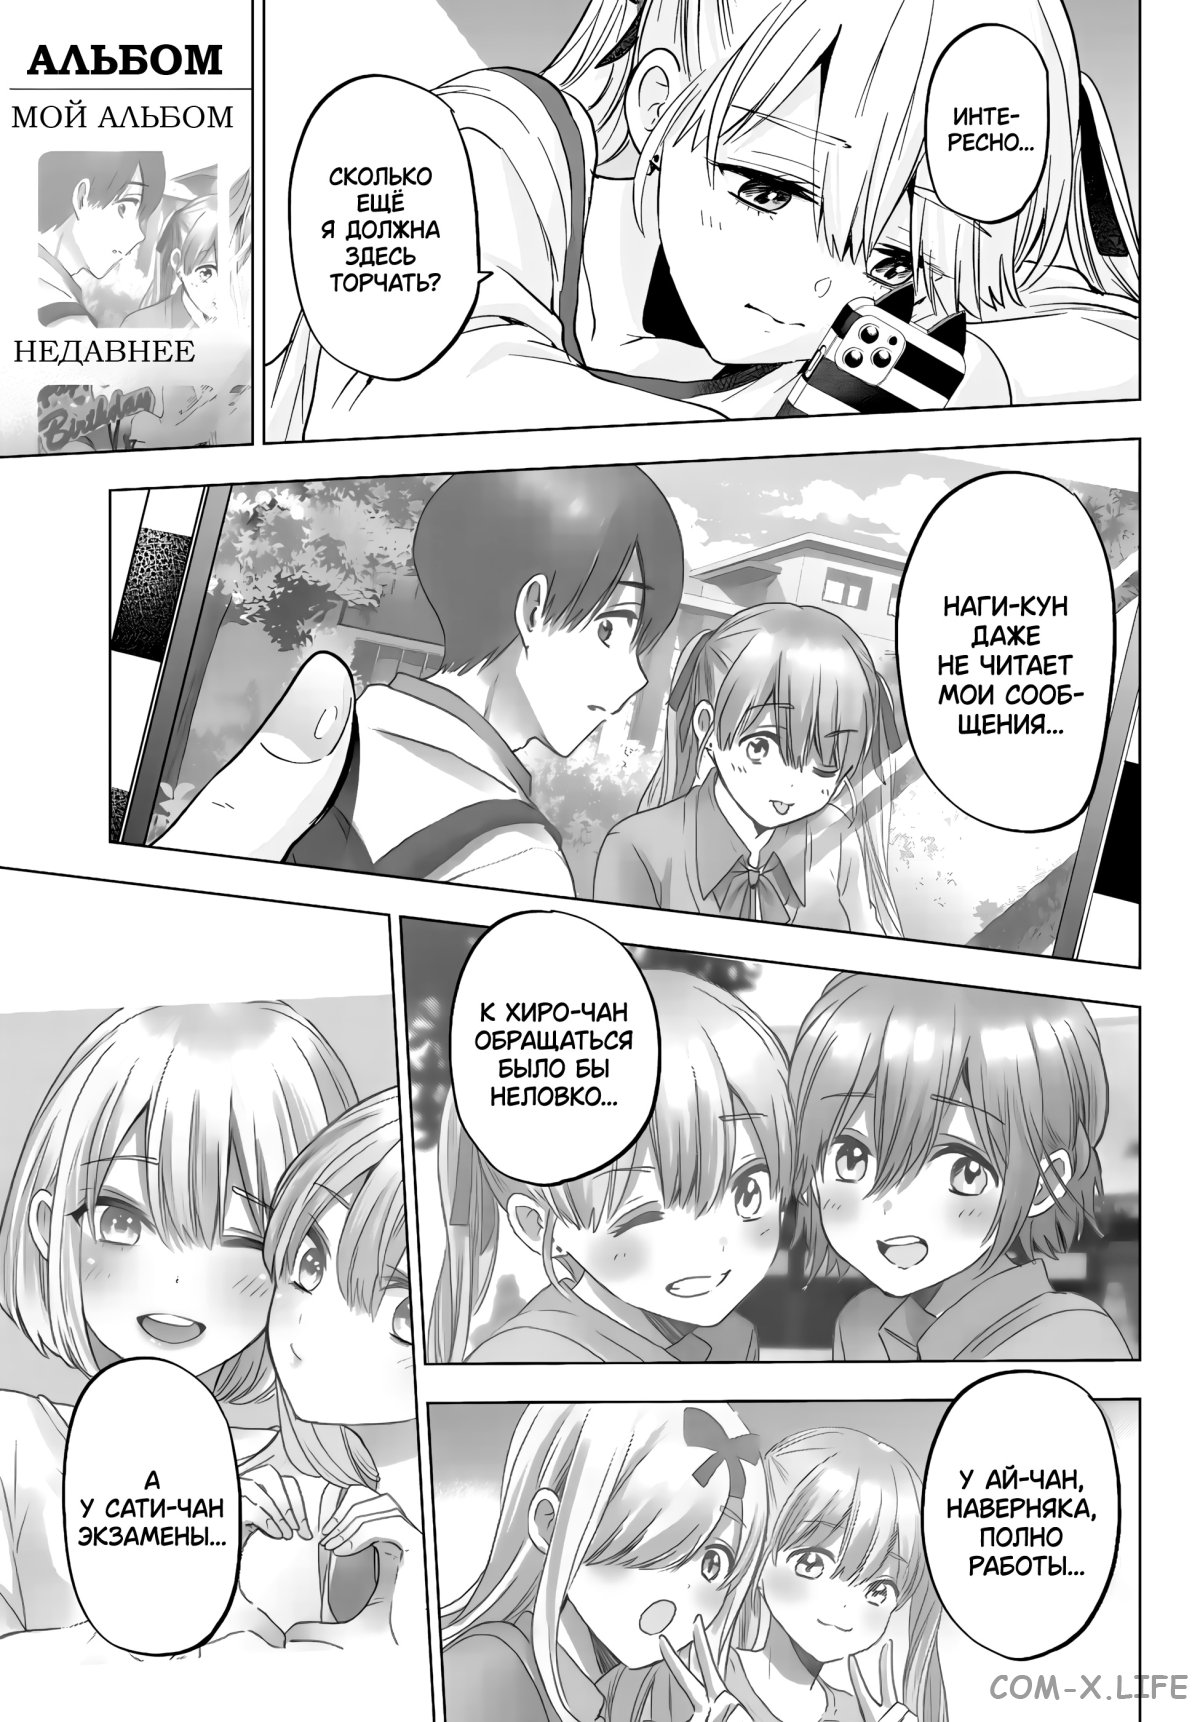 ИНТЕ-
РЕСНО...
СКОЛЬКО
ЕЩЁ
Я ДОЛЖНА
ЗДЕСЬ
ТОРЧАТЬ?
АЛЬБОМ
МОЙ АЛЬБОМ
НЕДАВНЕЕ
Birthday
НАГИ-КУН
ДАЖЕ
НЕ ЧИТАЕТ
МОИ СООБ-
ЩЕНИЯ...
К ХИРО-ЧАН
ОБРАЩАТЬСЯ
БЫЛО БЫ
НЕЛОВКО...
У АЙ-ЧАН,
НАВЕРНЯКА,
ПОЛНО
РАБОТЫ...
А
У САТИ-ЧАН
ЭКЗАМЕНЫ...
COM-X.LIFE